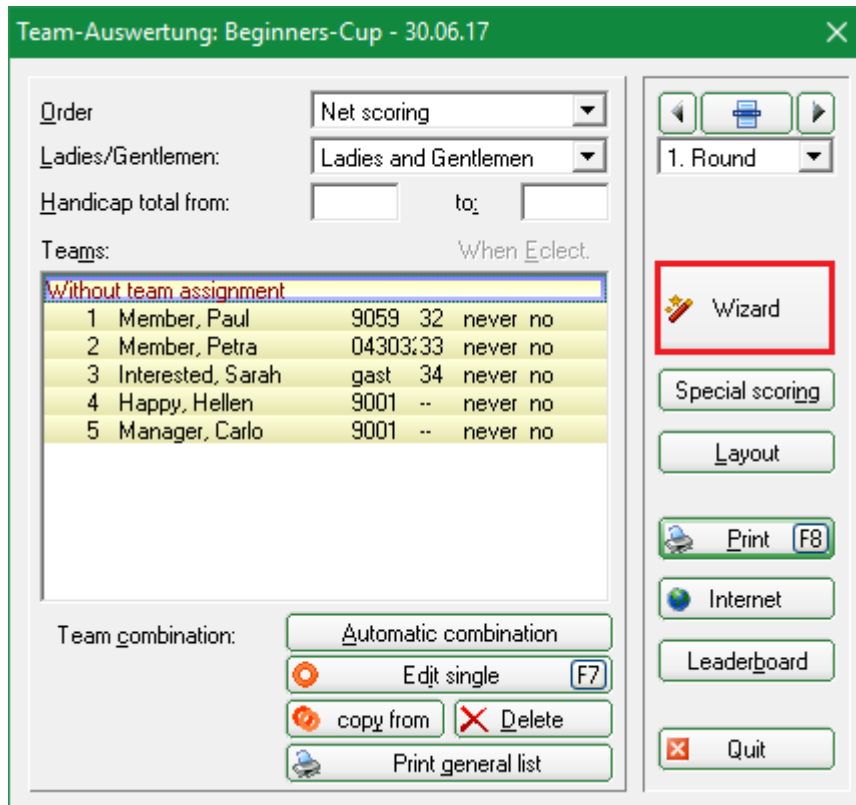 Team-Auswertung: Beginners-Cup - 30.06.17
Order Net scoring
Ladies/Gentlemen: Ladies and Gentlemen
Handicap total from: to:
Teams: When Eclect.
Without team assignment
1 Member, Paul 9059 32 never no
2 Member, Petra 04303 33 never no
3 Interested, Sarah gast 34 never no
4 Happy, Hellen 9001 -- never no
5 Manager, Carlo 9001 -- never no
Team combination: Automatic combination
Edit single F7
copy from Delete
Print general list
1. Round
Wizard
Special scoring
Layout
Print F8
Internet
Leaderboard
Quit